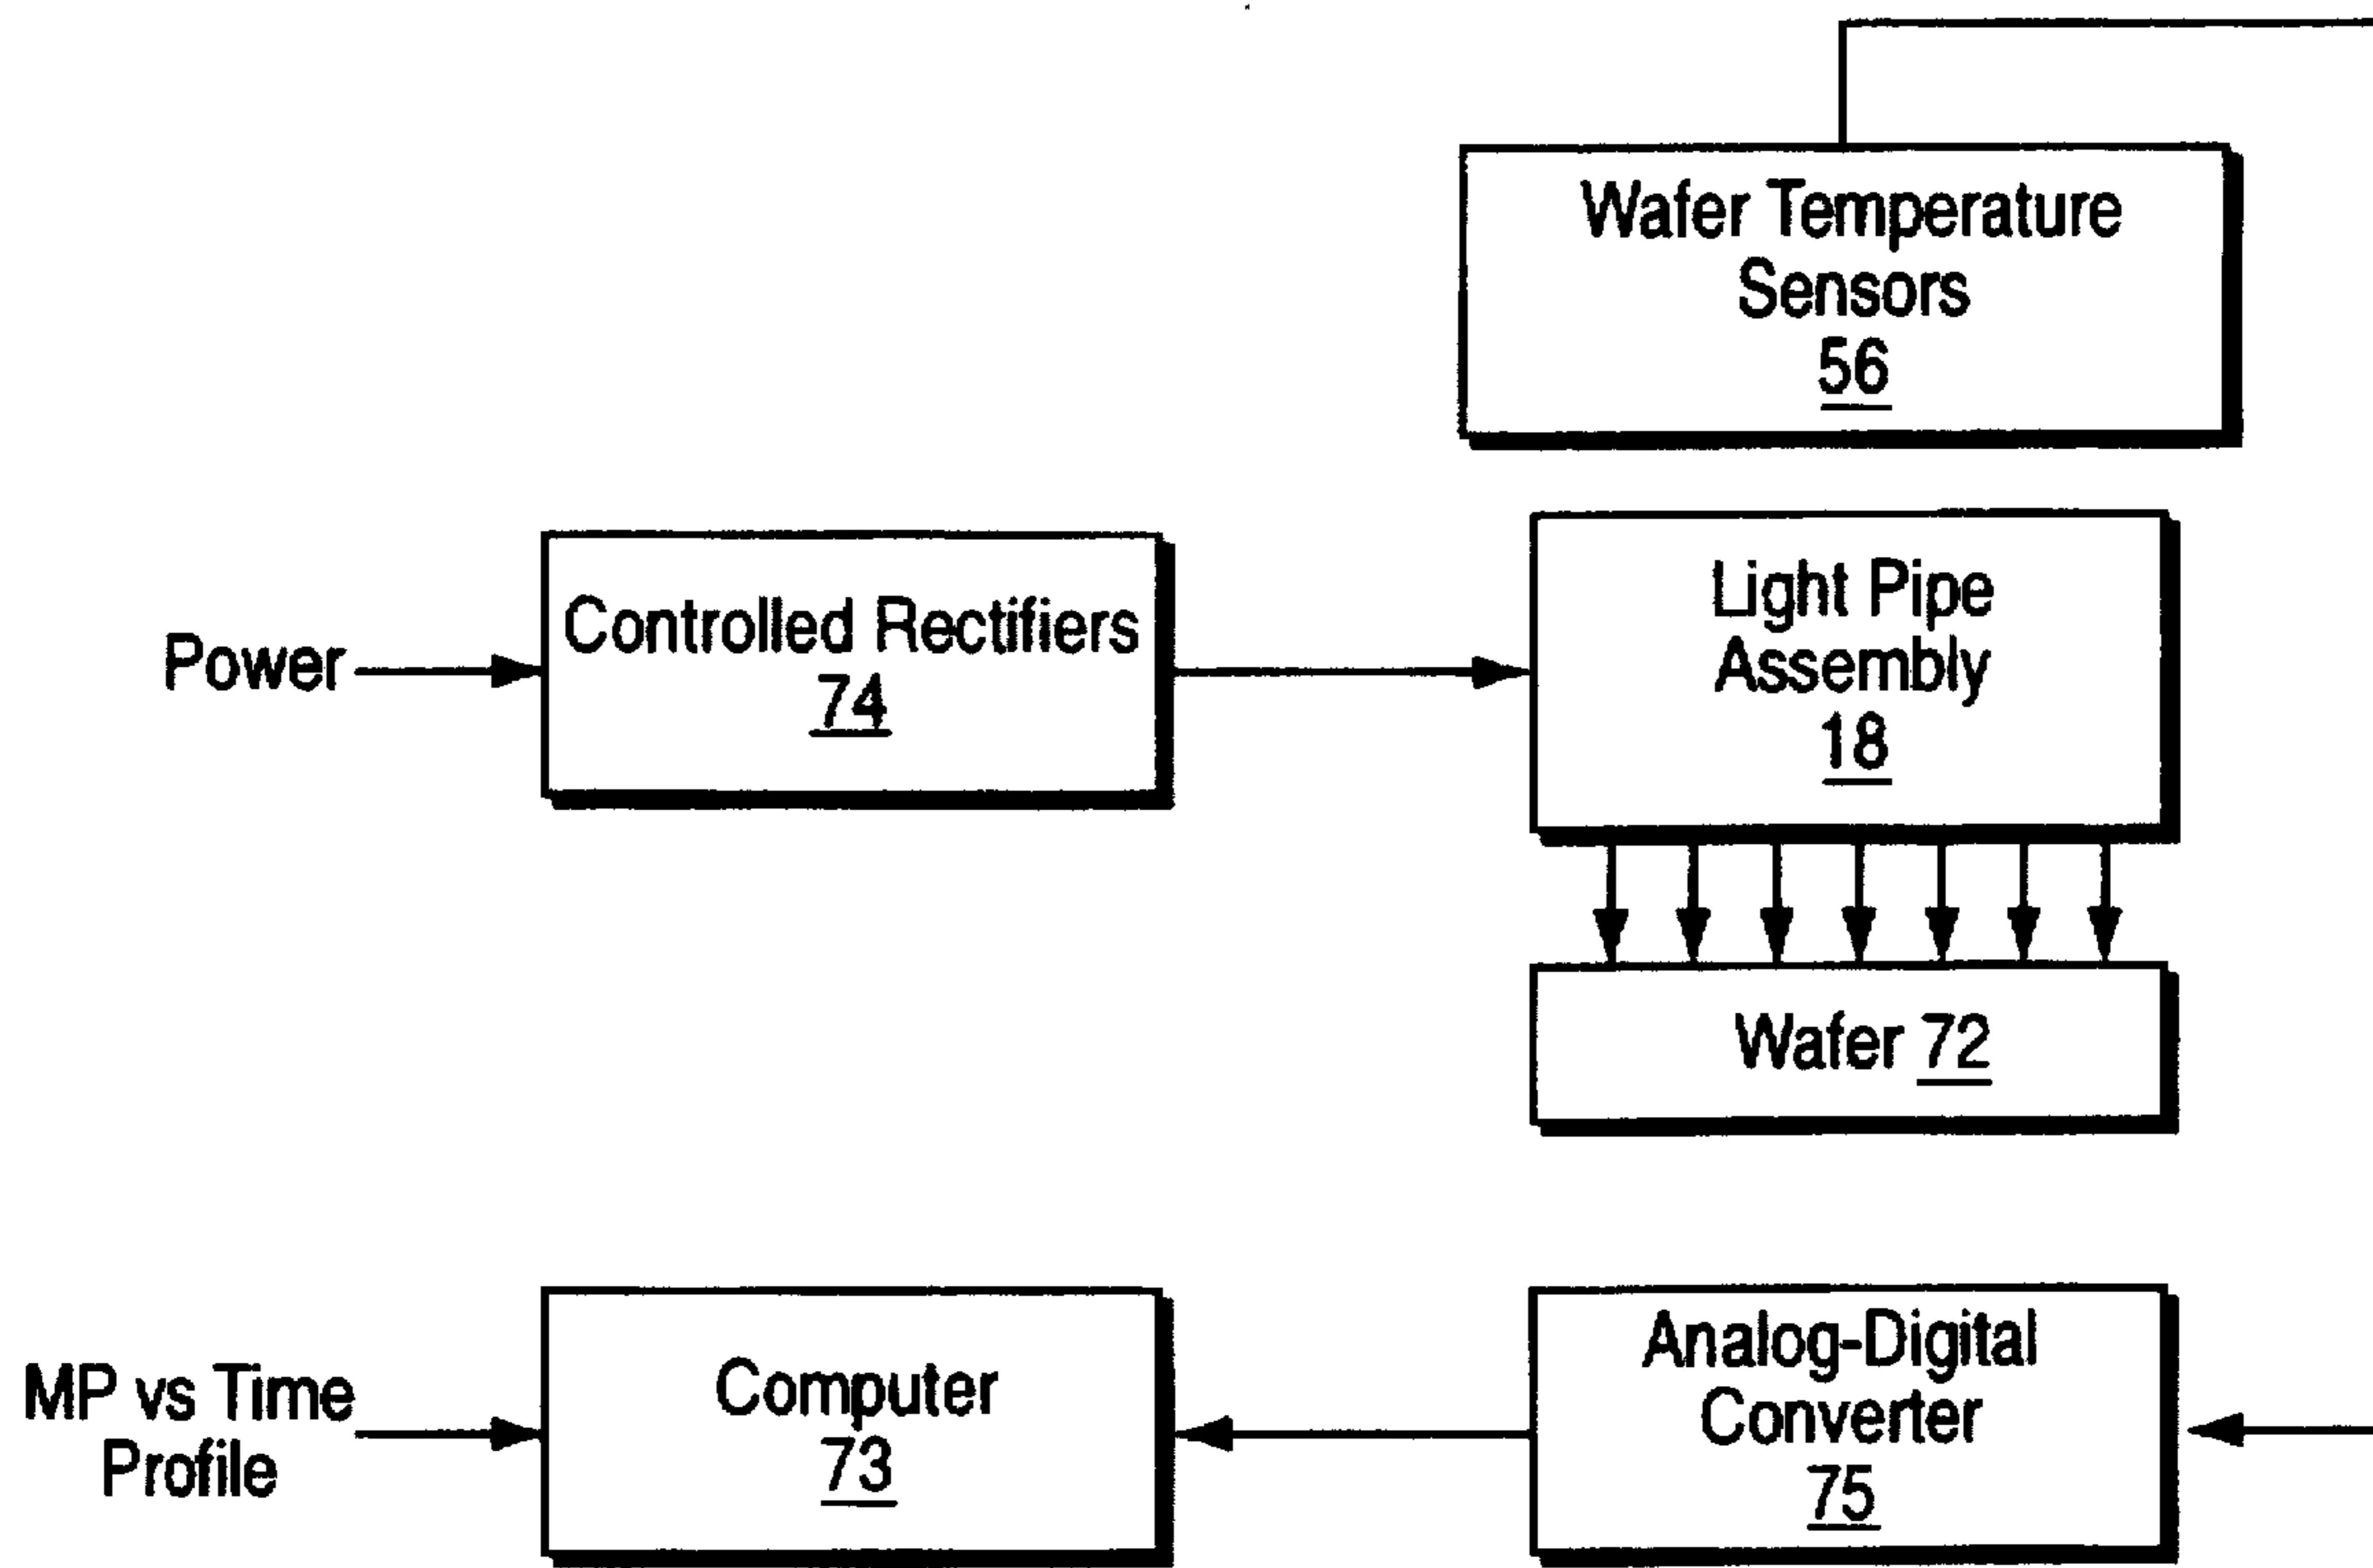 Wafer Temperature
Sensors
56
Power
Controlled Rectifiers
74
Light Pipe
Assembly
18
Wafer 72
MP vs Time
Profile
Computer
73
Analog-Digital
Converter
75